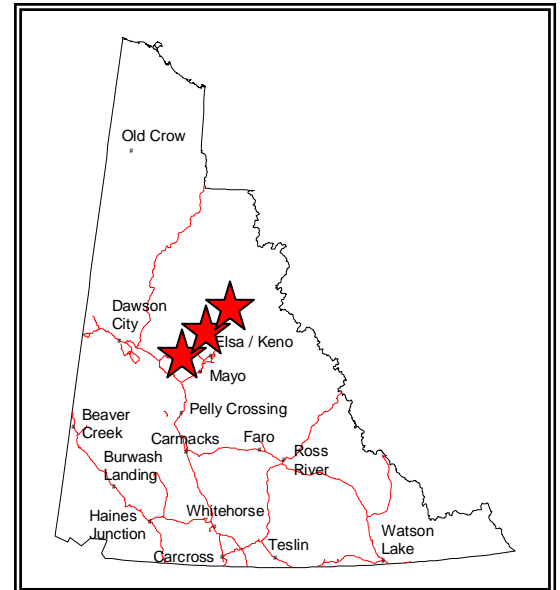 Old Crow
Dawson
City
Elsa / Keno
Mayo
Pelly Crossing
Beaver
Creek
Carmacks
Faro
Ross
River
Burwash
Landing
Whitehorse
Haines
Junction
Watson
Lake
Teslin
Carcross